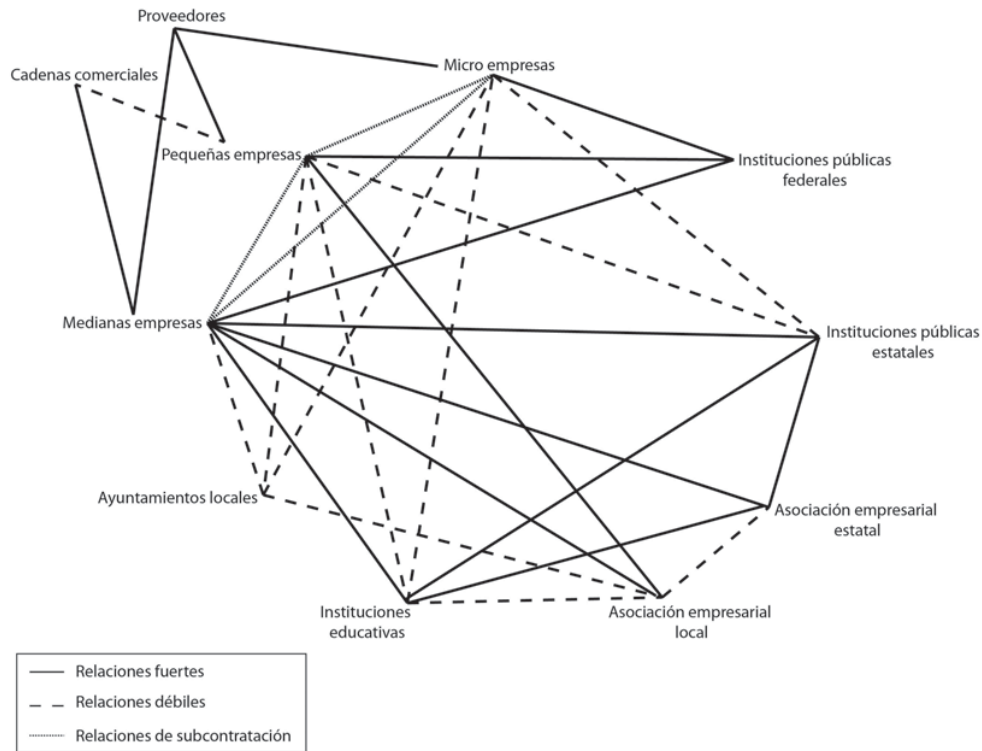 Proveedores
Cadenas comerciales
Micro empresas
Pequeñas empresas
Instituciones públicas
federales
Medianas empresas
Instituciones públicas
estatales
Ayuntamientos locales
Asociación empresarial
estatal
Instituciones
educativas
Asociación empresarial
local
Relaciones fuertes
Relaciones débiles
Relaciones de subcontratación